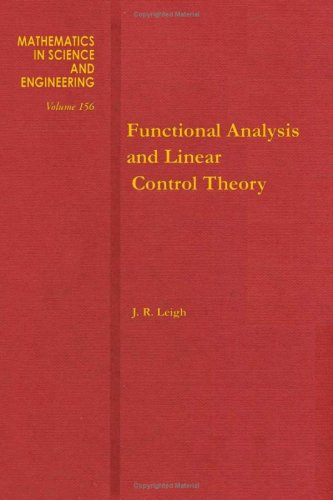 MATHEMATICS
IN SCIENCE
AND
ENGINEERING
Volume 156
Functional Analysis
and Linear
Control Theory
J. R. Leigh